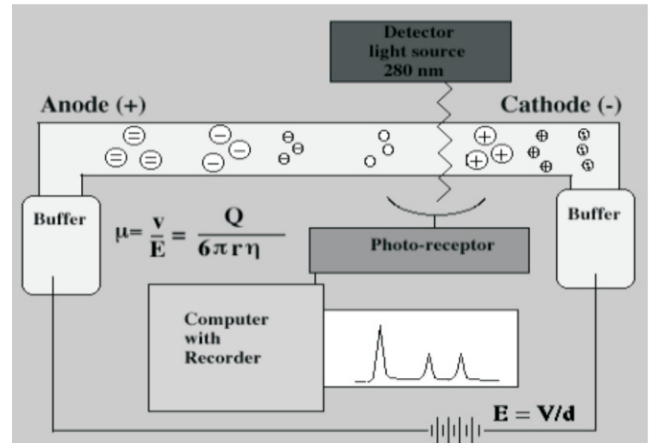 Detector
light source
280 nm
Anode (+)
Cathode (-)
Buffer
μ= v/E = Q/6πrη
Photo-receptor
Buffer
Computer
with
Recorder
E = V/d